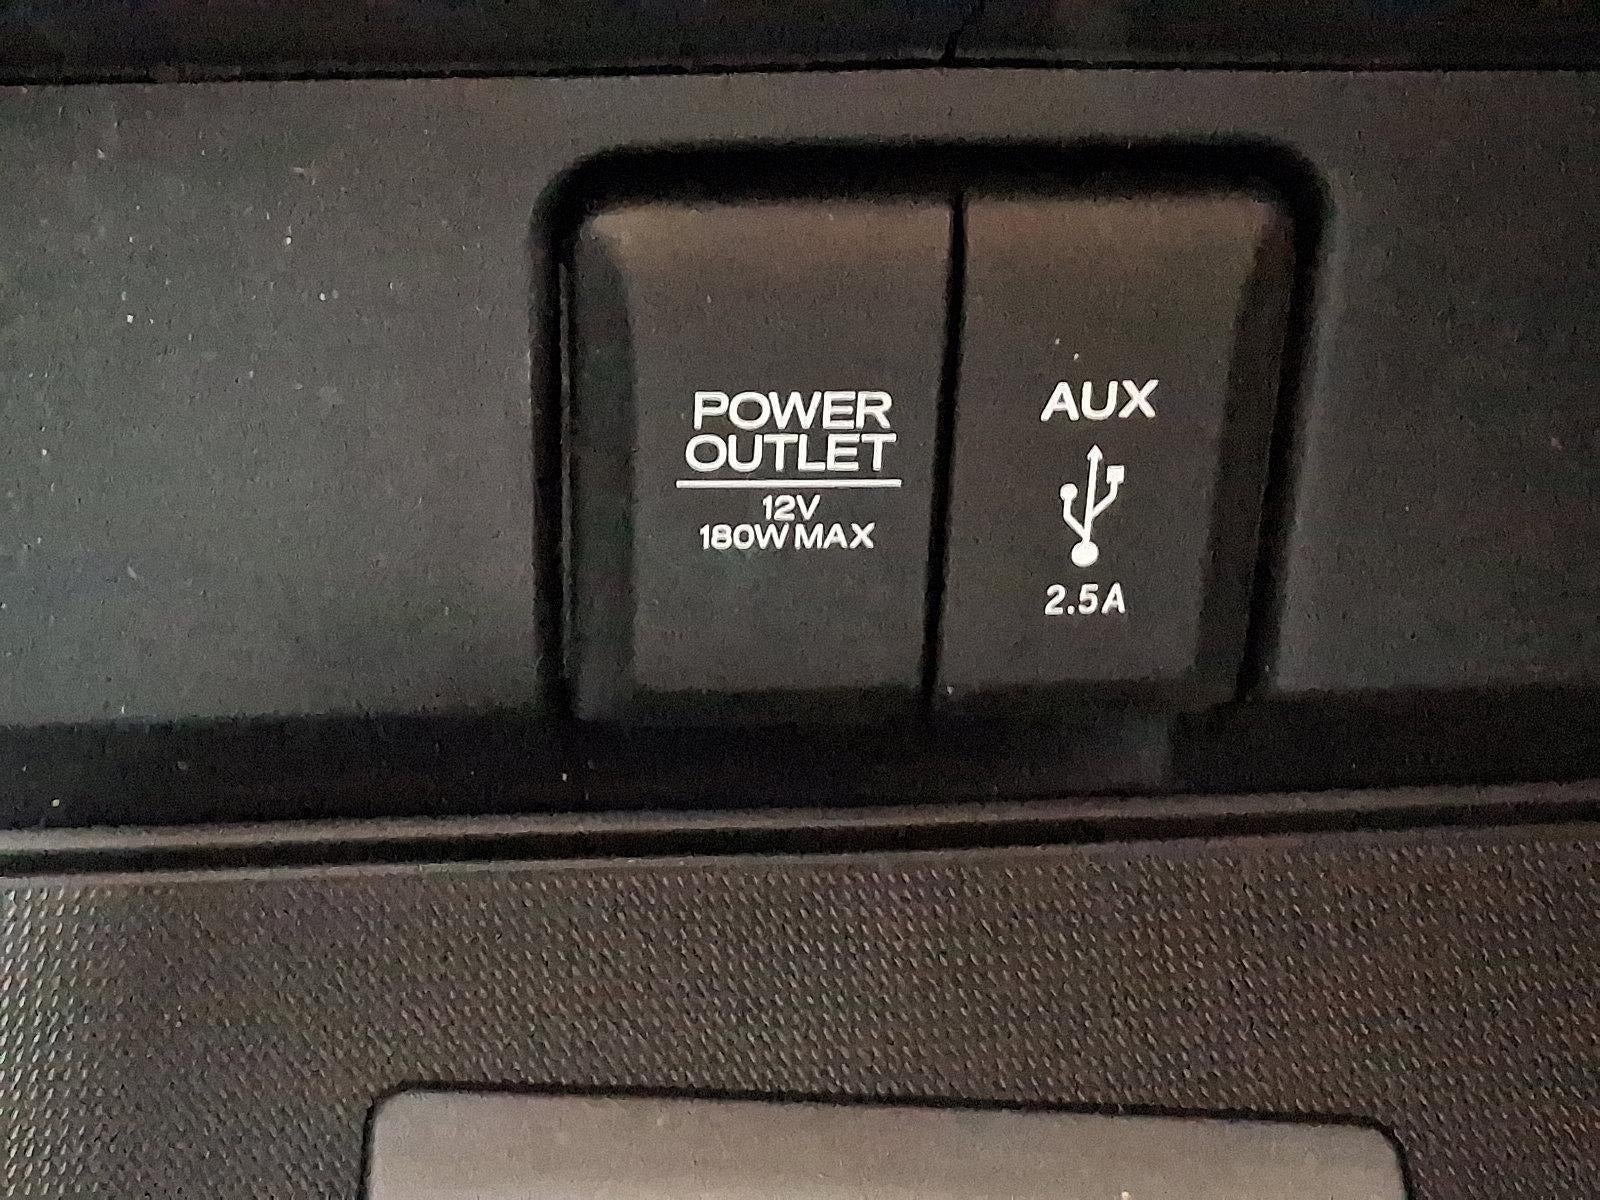 POWER
OUTLET
12V
180W MAX
AUX
2.5A